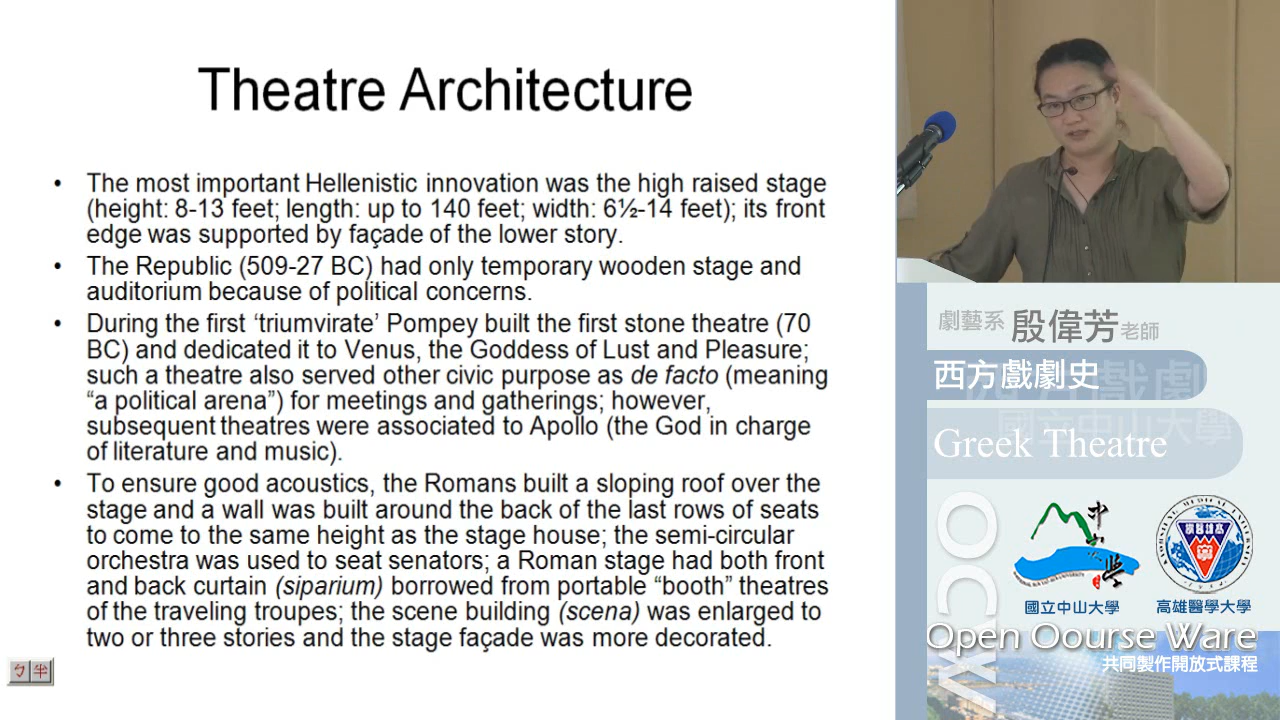 Theatre Architecture
• The most important Hellenistic innovation was the high raised stage
(height: 8-13 feet; length: up to 140 feet; width: 6½-14 feet); its front
edge was supported by façade of the lower story.
• The Republic (509-27 BC) had only temporary wooden stage and
auditorium because of political concerns.
• During the first ‘triumvirate’ Pompey built the first stone theatre (70
BC) and dedicated it to Venus, the Goddess of Lust and Pleasure;
such a theatre also served other civic purpose as de facto (meaning
“a political arena”) for meetings and gatherings; however,
subsequent theatres were associated to Apollo (the God in charge
of literature and music).
• To ensure good acoustics, the Romans built a sloping roof over the
stage and a wall was built around the back of the last rows of seats
to come to the same height as the stage house; the semi-circular
orchestra was used to seat senators; a Roman stage had both front
and back curtain (siparium) borrowed from portable “booth” theatres
of the traveling troupes; the scene building (scena) was enlarged to
two or three stories and the stage façade was more decorated.
ㄅ半
劇藝系 殷偉芳老師
西方戲劇史
西方戲劇
國立中山大學
Greek Theatre
OCW
國立中山大學
高雄醫學大學
Open Oourse Ware
共同製作開放式課程